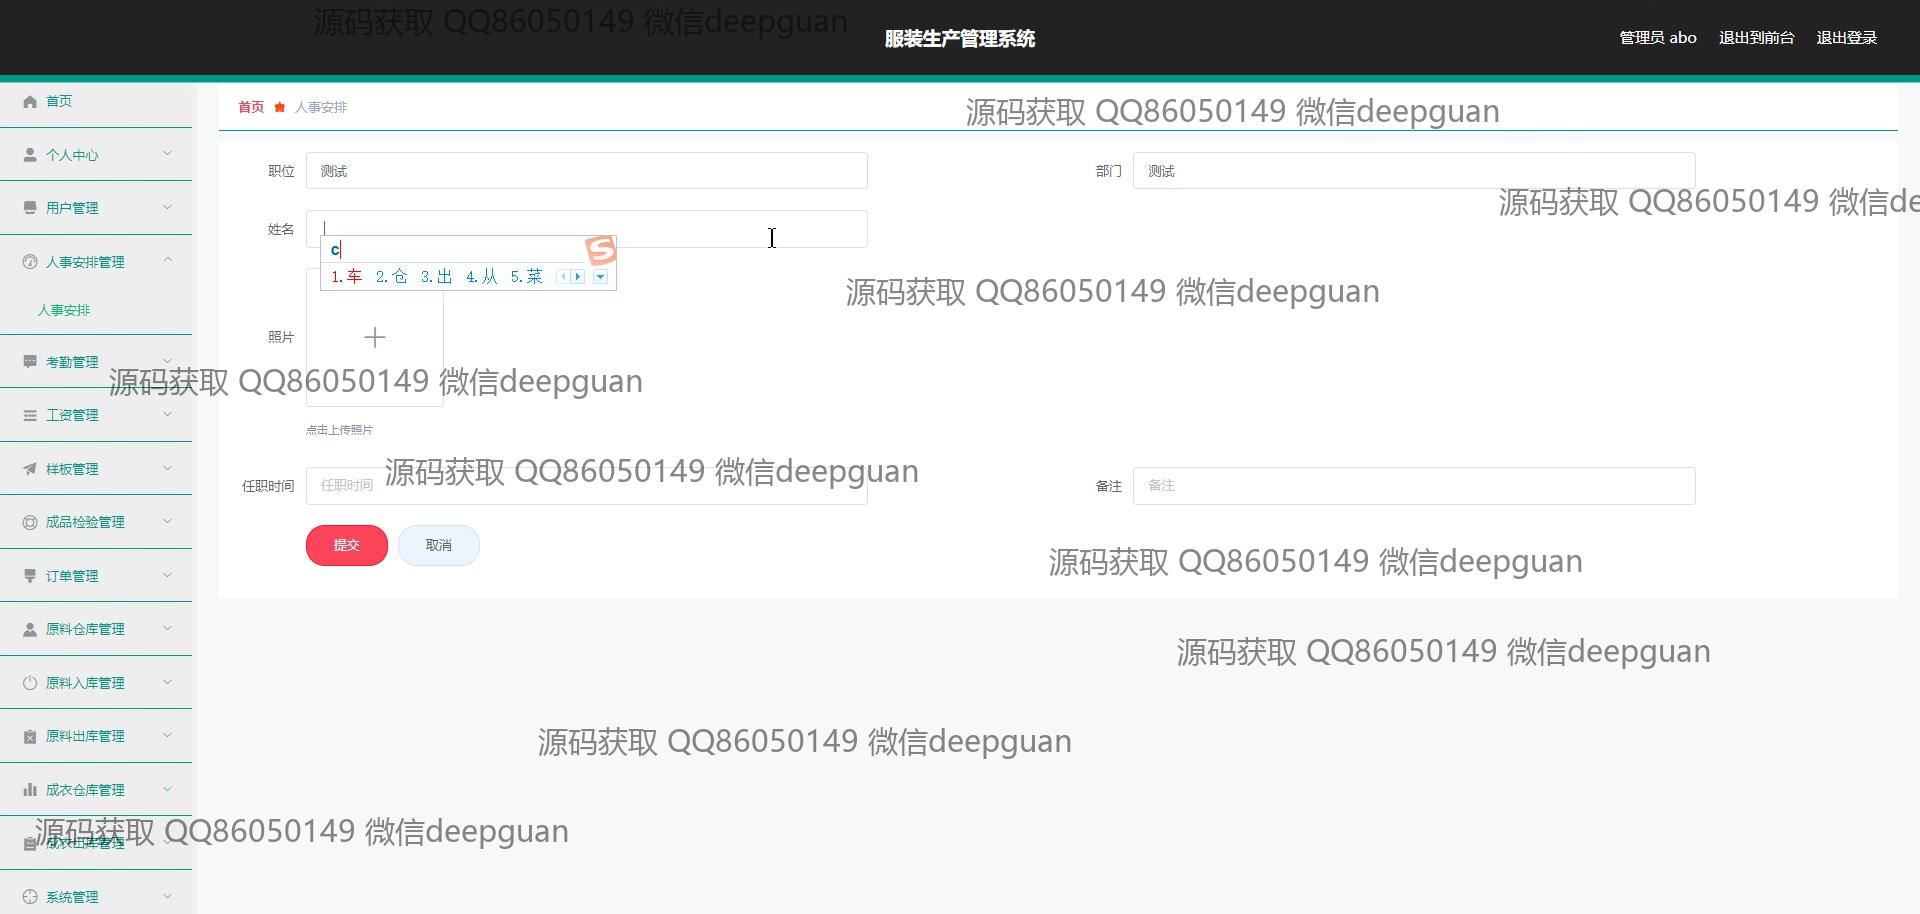 源码获取 QQ86050149 微信deepguan
服装生产管理系统
管理员 abo 退出到前台 退出登录
首页
个人中心
用户管理
人事安排管理
人事安排
考勤管理
工资管理
样板管理
成品检验管理
订单管理
原料仓库管理
原料入库管理
原料出库管理
成衣仓库管理
成衣出库管理
系统管理
首页 人事安排
源码获取 QQ86050149 微信deepguan
职位 测试
部门 测试
源码获取 QQ86050149 微信de
姓名
c
1.车 2.仓 3.出 4.从 5.菜
源码获取 QQ86050149 微信deepguan
照片
源码获取 QQ86050149 微信deepguan
点击上传照片
源码获取 QQ86050149 微信deepguan
任职时间 任职时间
备注 备注
提交 取消
源码获取 QQ86050149 微信deepguan
源码获取 QQ86050149 微信deepguan
源码获取 QQ86050149 微信deepguan
源码获取 QQ86050149 微信deepguan